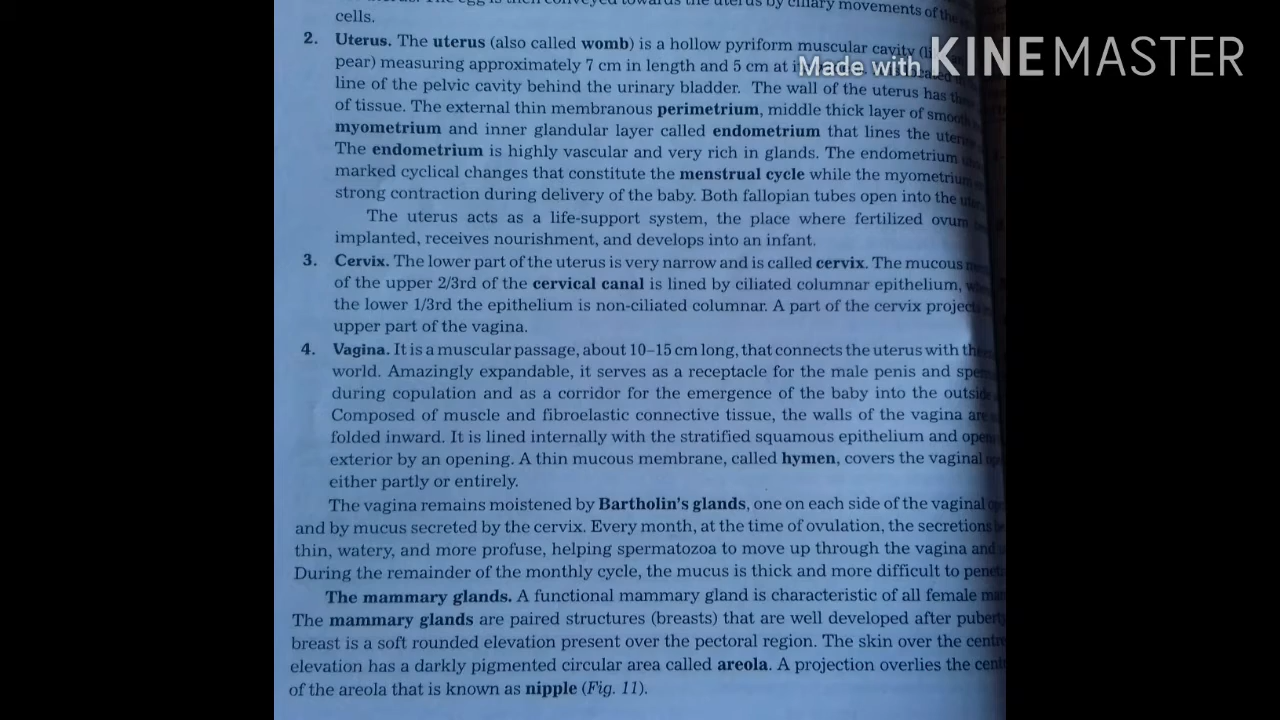 uterus. The egg is then conveyed towards the uterus by ciliary movements of the
cells.
2. Uterus. The uterus (also called womb) is a hollow pyriform muscular cavity
pear) measuring approximately 7 cm in length and 5 cm at
Made with KINEMASTER
line of the pelvic cavity behind the urinary bladder. The wall of the uterus has
of tissue. The external thin membranous perimetrium, middle thick layer of smooth
myometrium and inner glandular layer called endometrium that lines the
The endometrium is highly vascular and very rich in glands. The endometrium
marked cyclical changes that constitute the menstrual cycle while the myometrium
strong contraction during delivery of the baby. Both fallopian tubes open into the
The uterus acts as a life-support system, the place where fertilized ovum
implanted, receives nourishment, and develops into an infant.
3. Cervix. The lower part of the uterus is very narrow and is called cervix. The mucous
of the upper 2/3rd of the cervical canal is lined by ciliated columnar epithelium,
the lower 1/3rd the epithelium is non-ciliated columnar. A part of the cervix
upper part of the vagina.
4. Vagina. It is a muscular passage, about 10–15 cm long, that connects the uterus with
world. Amazingly expandable, it serves as a receptacle for the male penis and
during copulation and as a corridor for the emergence of the baby into the outside
Composed of muscle and fibroelastic connective tissue, the walls of the vagina are
folded inward. It is lined internally with the stratified squamous epithelium and
exterior by an opening. A thin mucous membrane, called hymen, covers the vaginal
either partly or entirely.
The vagina remains moistened by Bartholin's glands, one on each side of the vaginal
and by mucus secreted by the cervix. Every month, at the time of ovulation, the secretions
thin, watery, and more profuse, helping spermatozoa to move up through the vagina and
During the remainder of the monthly cycle, the mucus is thick and more difficult to
The mammary glands. A functional mammary gland is characteristic of all female
The mammary glands are paired structures (breasts) that are well developed after
breast is a soft rounded elevation present over the pectoral region. The skin over the
elevation has a darkly pigmented circular area called areola. A projection overlies the
of the areola that is known as nipple (Fig. 11).